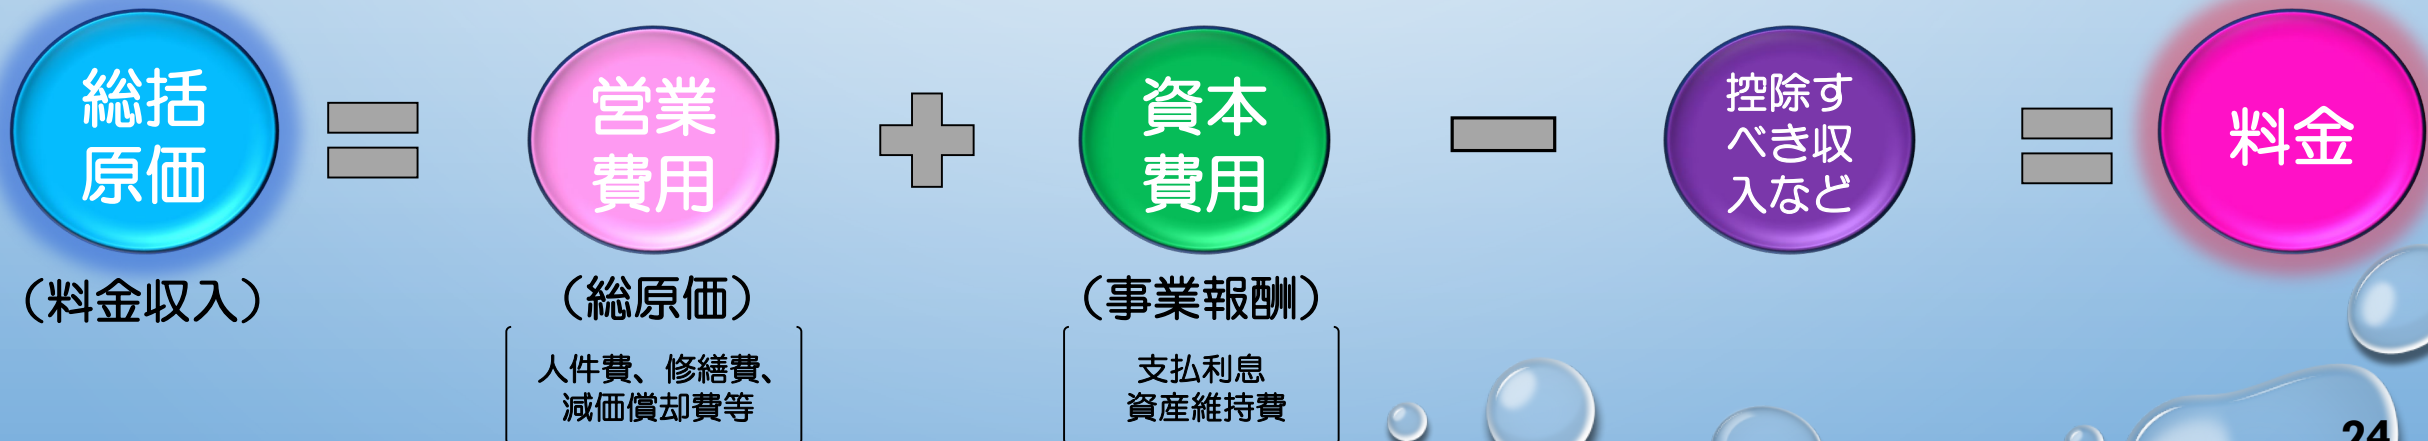 総括
原価
営業
費用
資本
費用
控除す
べき収
入など
料金
(料金収入)
(総原価)
(事業報酬)
人件費、修繕費、
減価償却費等
支払利息
資産維持費
24